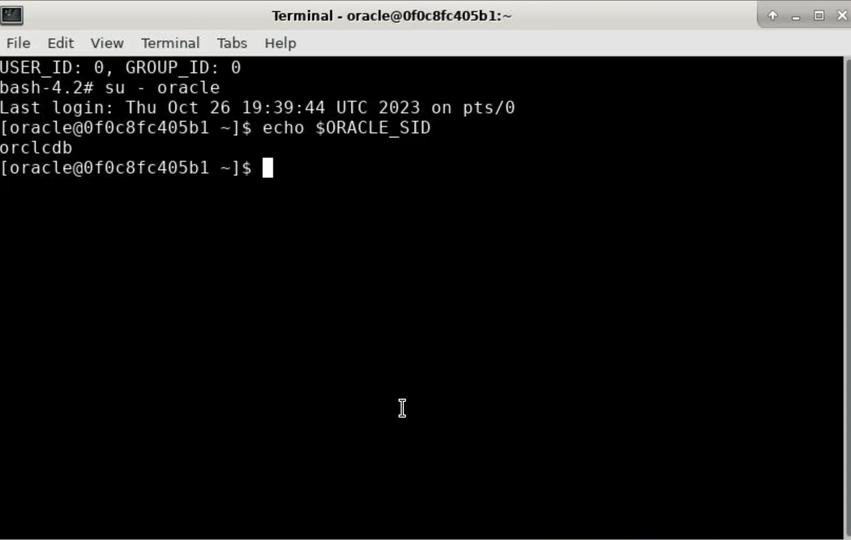 Terminal - oracle@0f0c8fc405b1:~
File Edit View Terminal Tabs Help
USER_ID: 0, GROUP_ID: 0
bash-4.2# su - oracle
Last login: Thu Oct 26 19:39:44 UTC 2023 on pts/0
[oracle@0f0c8fc405b1 ~]$ echo $ORACLE_SID
orclcdb
[oracle@0f0c8fc405b1 ~]$